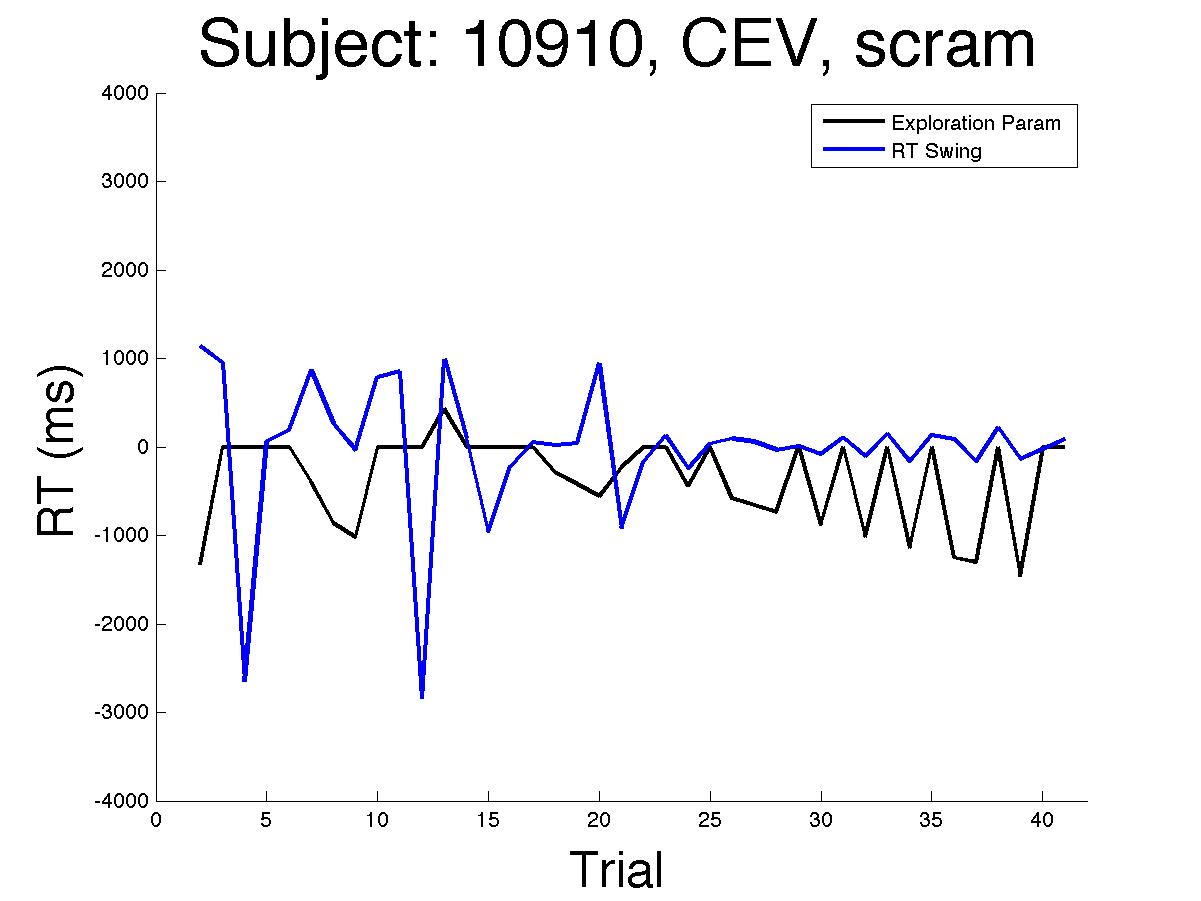 Subject: 10910, CEV, scram
Exploration Param
RT Swing
4000
3000
2000
1000
0
-1000
-2000
-3000
-4000
RT (ms)
0 5 10 15 20 25 30 35 40
Trial